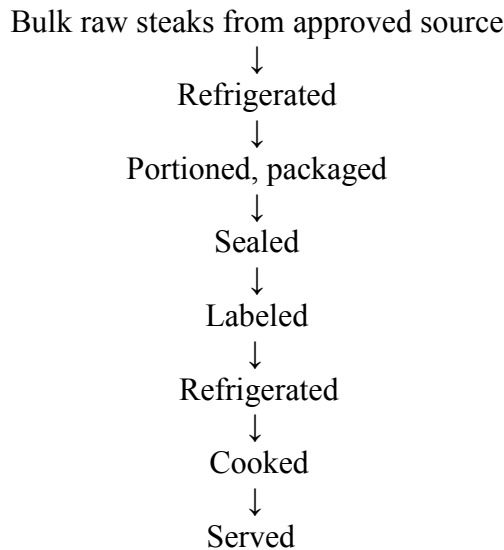 Bulk raw steaks from approved source
↓
Refrigerated
↓
Portioned, packaged
↓
Sealed
↓
Labeled
↓
Refrigerated
↓
Cooked
↓
Served